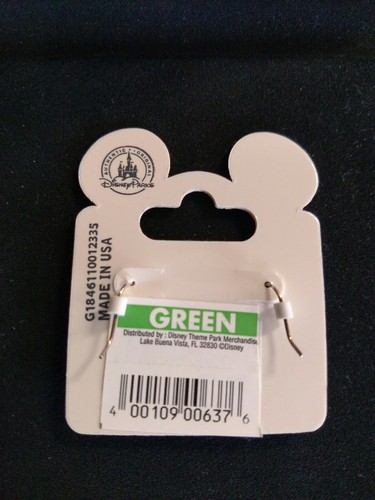 AUTHENTIC • ORIGINAL
Disney Parks
G1846110012335
MADE IN USA
GREEN
Distributed by : Disney Theme Park Merchandise
Lake Buena Vista, FL 32830 ©Disney
4 00109 00637 6